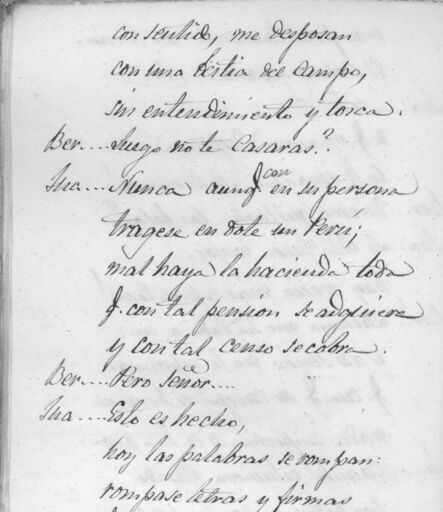 con sentido, me desposan
con una bestia del campo,
sin entendimiento y tosca.
Ber.... Luego no te Casaras?
Jua.... Nunca aunq.e con en su persona
tragese en dote un Perú;
mal haya la hacienda toda
q. con tal pension se adquiere
y con tal censo se cobra.
Ber.... Pero Señor....
Jua.... Esto es hecho,
hoy las palabras se rompan:
rompase letras y firmas